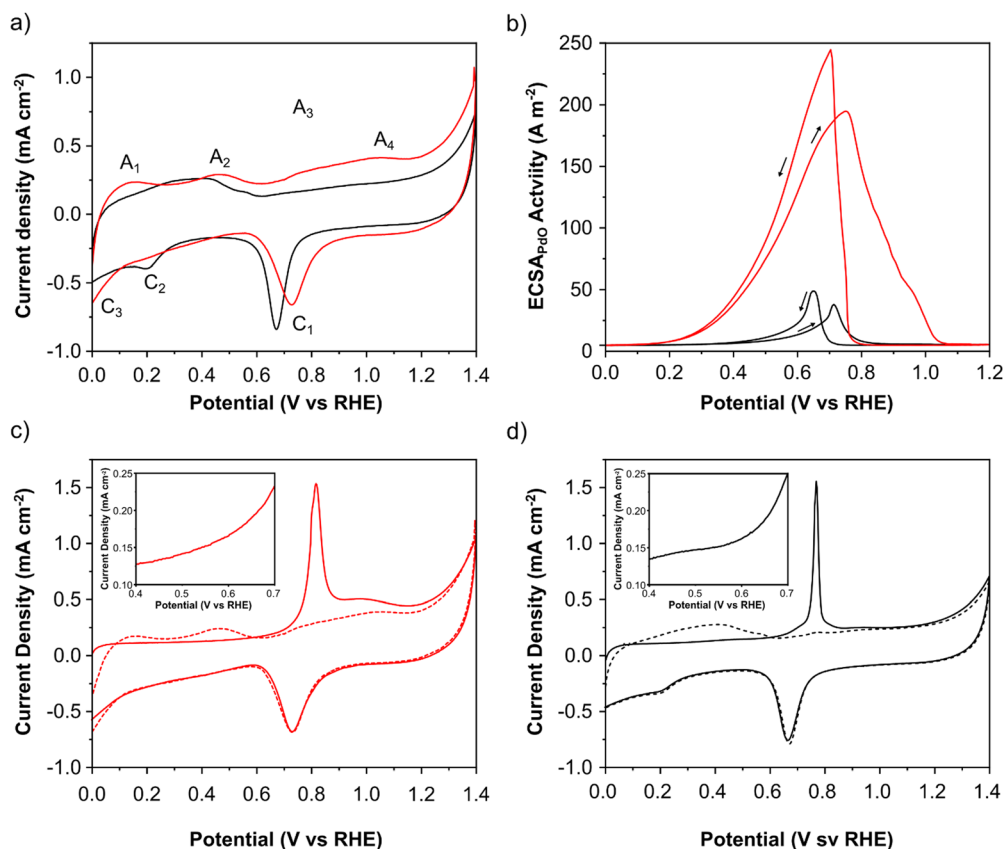 a)
Current density (mA cm-2)
1.0
0.5
0.0
-0.5
-1.0
A1
A2
A3
A4
C3
C2
C1
0.0 0.2 0.4 0.6 0.8 1.0 1.2 1.4
Potential (V vs RHE)
b)
ECSAPdO Actviity (A m-2)
250
200
150
100
50
0
0.0 0.2 0.4 0.6 0.8 1.0 1.2
Potential (V vs RHE)
c)
Current Density (mA cm-2)
1.5
1.0
0.5
0.0
-0.5
-1.0
Current Density (mA cm-2)
0.25
0.20
0.15
0.10
0.4 0.5 0.6 0.7
Potential (V vs RHE)
0.0 0.2 0.4 0.6 0.8 1.0 1.2 1.4
Potential (V vs RHE)
d)
Current Density (mA cm-2)
1.5
1.0
0.5
0.0
-0.5
-1.0
Current Density (mA cm-2)
0.25
0.20
0.15
0.10
0.4 0.5 0.6 0.7
Potential (V vs RHE)
0.0 0.2 0.4 0.6 0.8 1.0 1.2 1.4
Potential (V sv RHE)